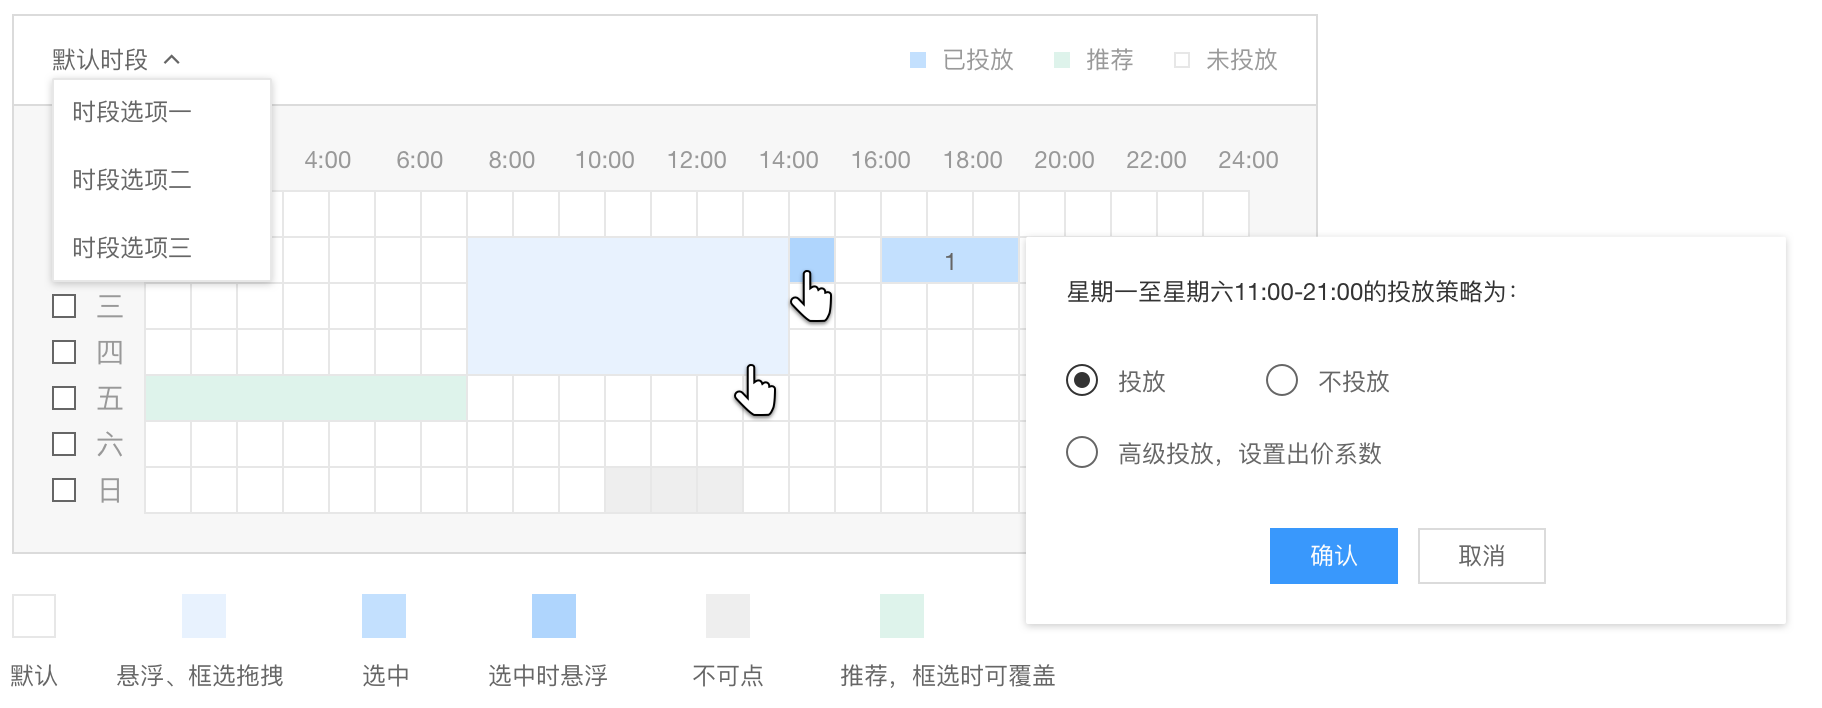 默认时段
已投放
推荐
未投放
时段选项一
时段选项二
时段选项三
4:00 6:00 8:00 10:00 12:00 14:00 16:00 18:00 20:00 22:00 24:00
1
三
四
五
六
日
星期一至星期六11:00-21:00的投放策略为：
投放
不投放
高级投放，设置出价系数
确认
取消
默认
悬浮、框选拖拽
选中
选中时悬浮
不可点
推荐，框选时可覆盖